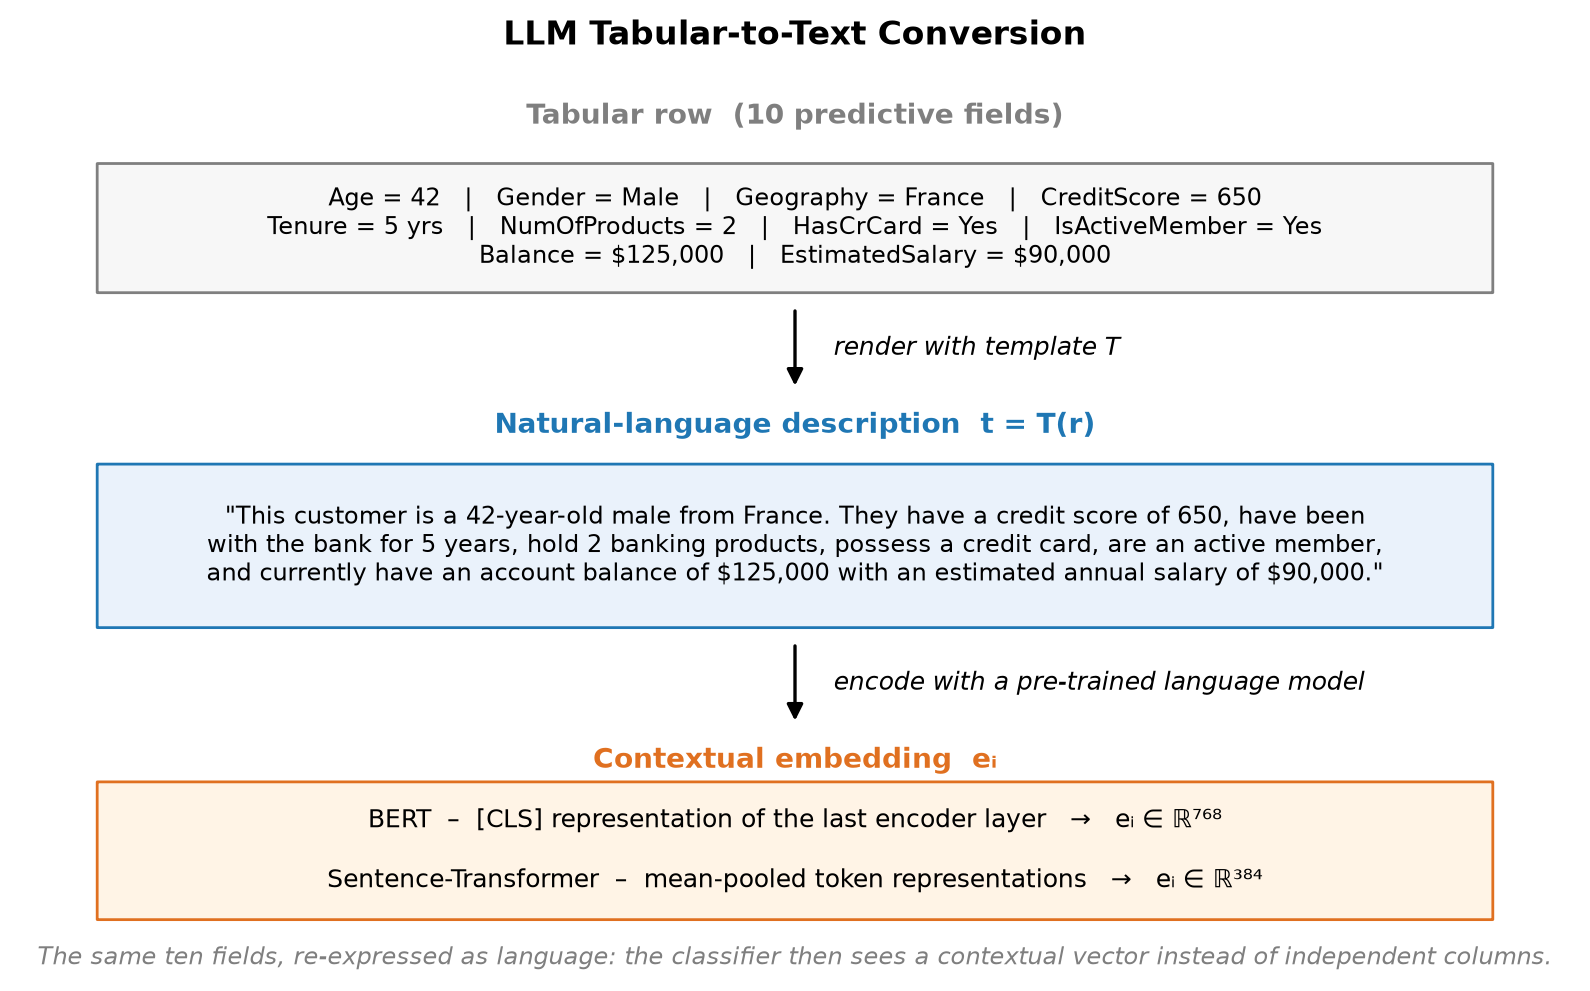 LLM Tabular-to-Text Conversion
Tabular row (10 predictive fields)
Age = 42 | Gender = Male | Geography = France | CreditScore = 650
Tenure = 5 yrs | NumOfProducts = 2 | HasCrCard = Yes | IsActiveMember = Yes
Balance = $125,000 | EstimatedSalary = $90,000
render with template T
Natural-language description t = T(r)
"This customer is a 42-year-old male from France. They have a credit score of 650, have been
with the bank for 5 years, hold 2 banking products, possess a credit card, are an active member,
and currently have an account balance of $125,000 with an estimated annual salary of $90,000."
encode with a pre-trained language model
Contextual embedding eᵢ
BERT – [CLS] representation of the last encoder layer → eᵢ ∈ ℝ⁷⁶⁸
Sentence-Transformer – mean-pooled token representations → eᵢ ∈ ℝ³⁸⁴
The same ten fields, re-expressed as language: the classifier then sees a contextual vector instead of independent columns.